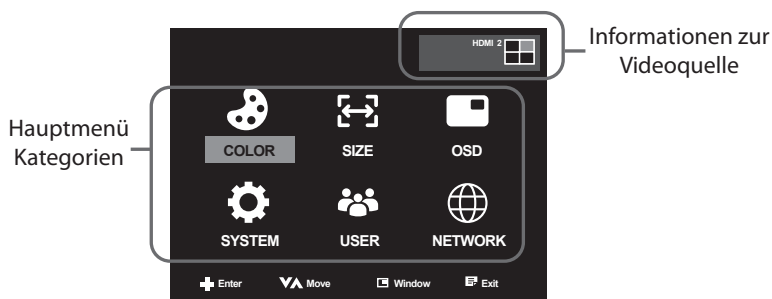 HDMI 2
Informationen zur
Videoquelle
Hauptmenü
Kategorien
COLOR SIZE OSD
SYSTEM USER NETWORK
Enter Move Window Exit